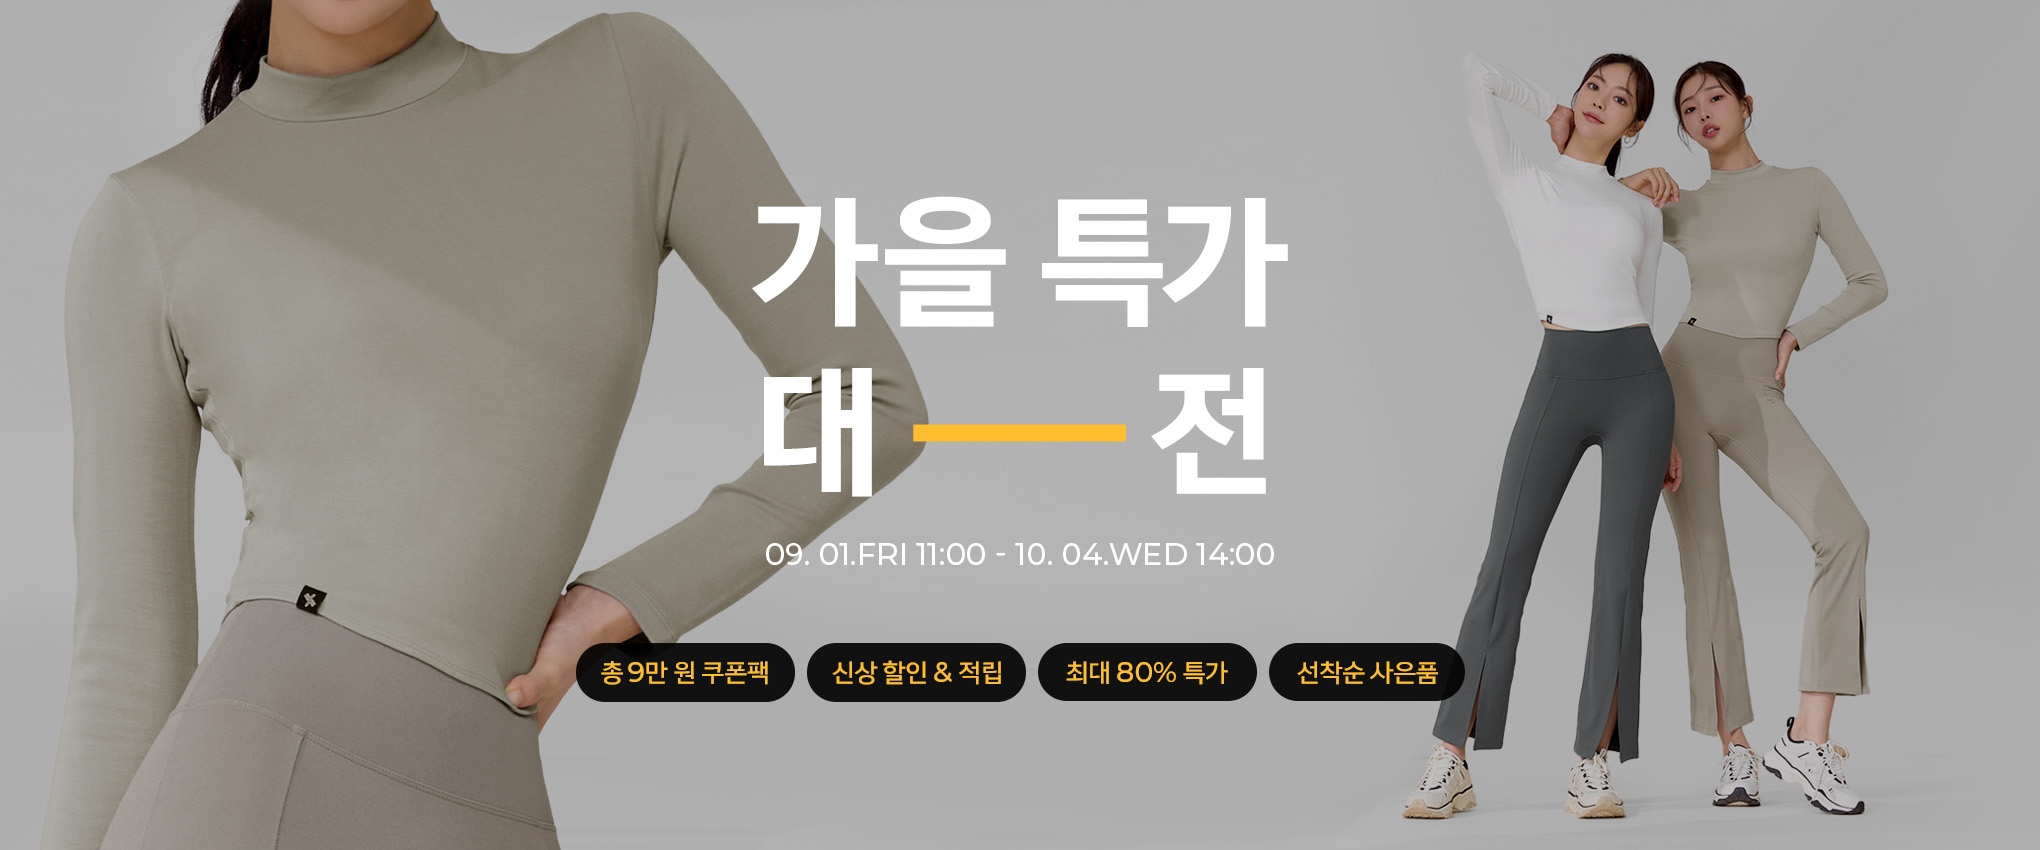 가을 특가
대 전
09. 01.FRI 11:00 - 10. 04.WED 14:00
총 9만 원 쿠폰팩
신상 할인 & 적립
최대 80% 특가
선착순 사은품